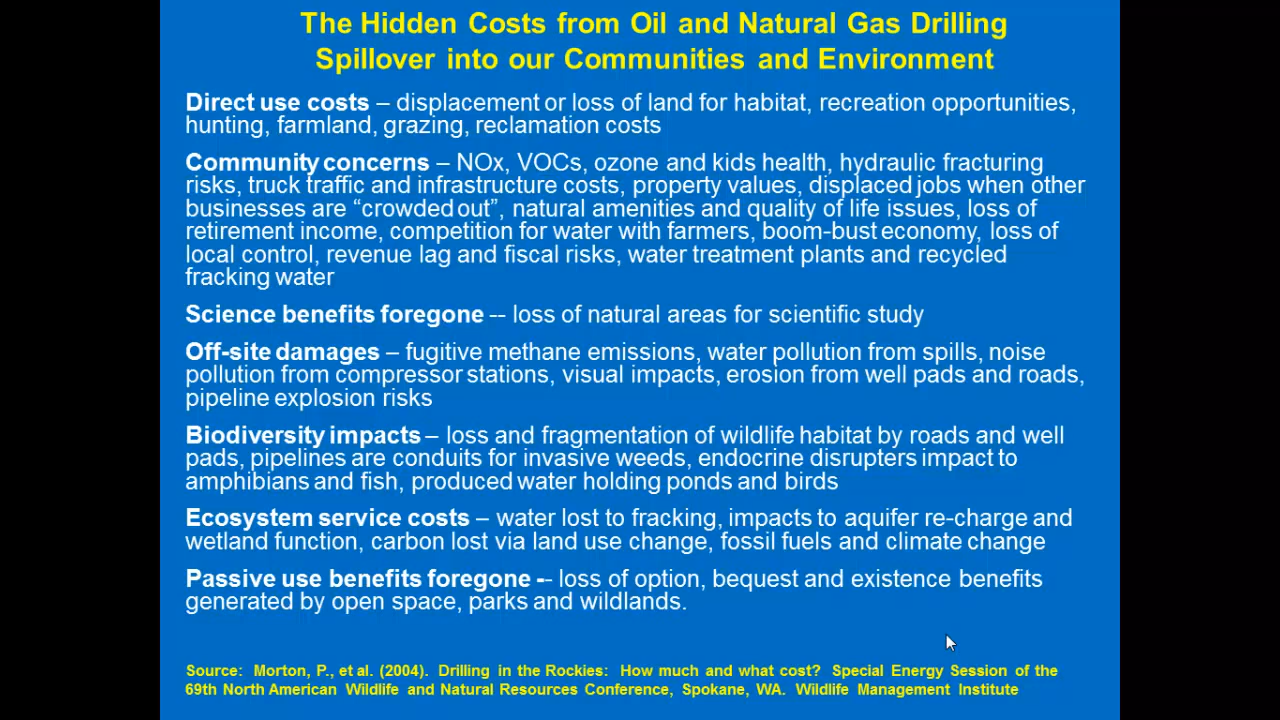 The Hidden Costs from Oil and Natural Gas Drilling
Spillover into our Communities and Environment
Direct use costs – displacement or loss of land for habitat, recreation opportunities,
hunting, farmland, grazing, reclamation costs
Community concerns – NOx, VOCs, ozone and kids health, hydraulic fracturing
risks, truck traffic and infrastructure costs, property values, displaced jobs when other
businesses are “crowded out”, natural amenities and quality of life issues, loss of
retirement income, competition for water with farmers, boom-bust economy, loss of
local control, revenue lag and fiscal risks, water treatment plants and recycled
fracking water
Science benefits foregone -- loss of natural areas for scientific study
Off-site damages – fugitive methane emissions, water pollution from spills, noise
pollution from compressor stations, visual impacts, erosion from well pads and roads,
pipeline explosion risks
Biodiversity impacts – loss and fragmentation of wildlife habitat by roads and well
pads, pipelines are conduits for invasive weeds, endocrine disrupters impact to
amphibians and fish, produced water holding ponds and birds
Ecosystem service costs – water lost to fracking, impacts to aquifer re-charge and
wetland function, carbon lost via land use change, fossil fuels and climate change
Passive use benefits foregone -- loss of option, bequest and existence benefits
generated by open space, parks and wildlands.
Source: Morton, P., et al. (2004). Drilling in the Rockies: How much and what cost? Special Energy Session of the
69th North American Wildlife and Natural Resources Conference, Spokane, WA. Wildlife Management Institute